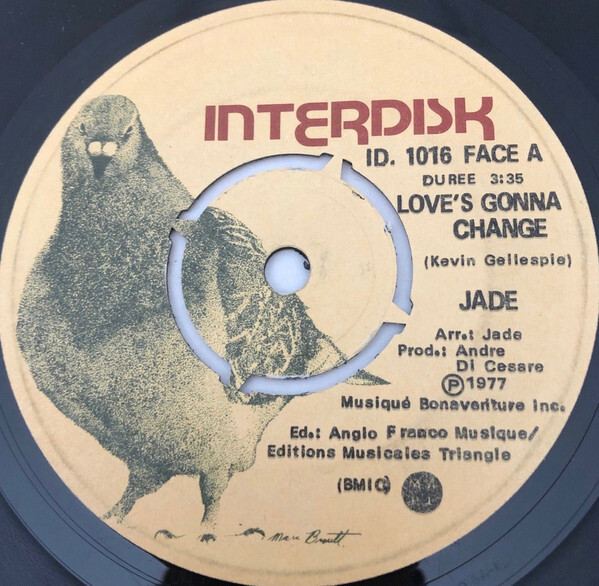 INTERDISK
ID. 1016 FACE A
DUREE 3:35
LOVE'S GONNA
CHANGE
(Kevin Gellespie)
JADE
Arr.: Jade
Prod.: Andre
Di Cesare
Ⓟ1977
Musiqué Bonaventure Inc.
Ed.: Anglo Franco Musique/
Editions Musicales Triangle
(BMIC)